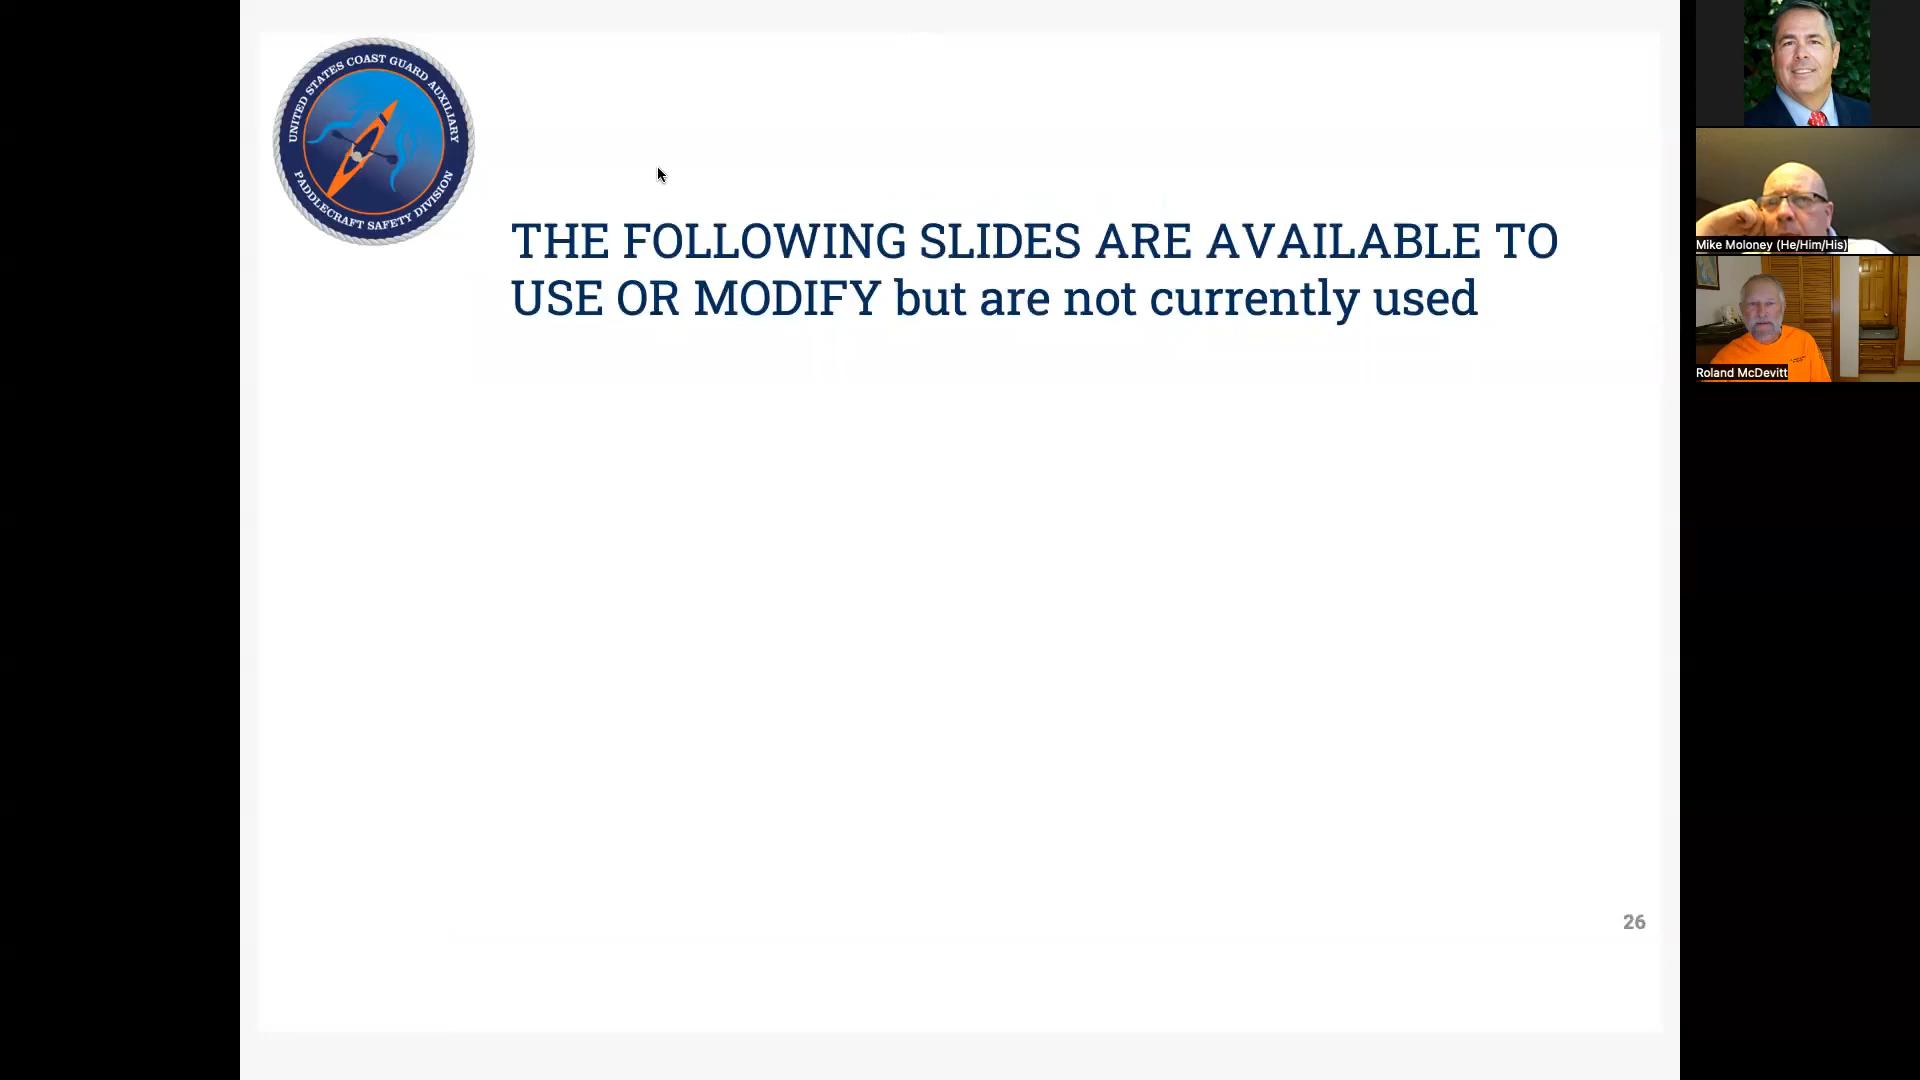 UNITED STATES COAST GUARD AUXILIARY
PADDLECRAFT SAFETY DIVISION
THE FOLLOWING SLIDES ARE AVAILABLE TO
USE OR MODIFY but are not currently used
26
Mike Moloney (He/Him/His)
Roland McDevitt